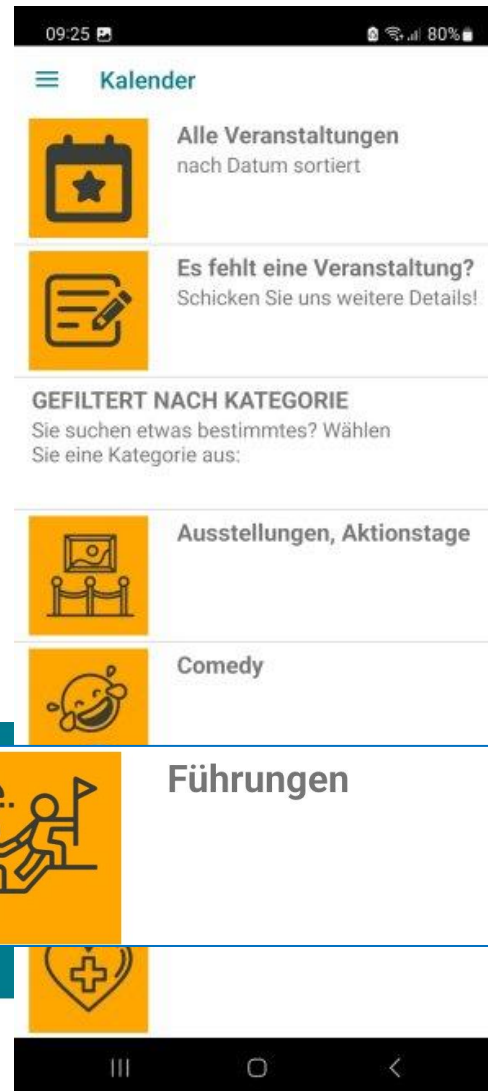 09:25
80%
Kalender
Alle Veranstaltungen
nach Datum sortiert
Es fehlt eine Veranstaltung?
Schicken Sie uns weitere Details!
GEFILTERT NACH KATEGORIE
Sie suchen etwas bestimmtes? Wählen
Sie eine Kategorie aus:
Ausstellungen, Aktionstage
Comedy
Führungen